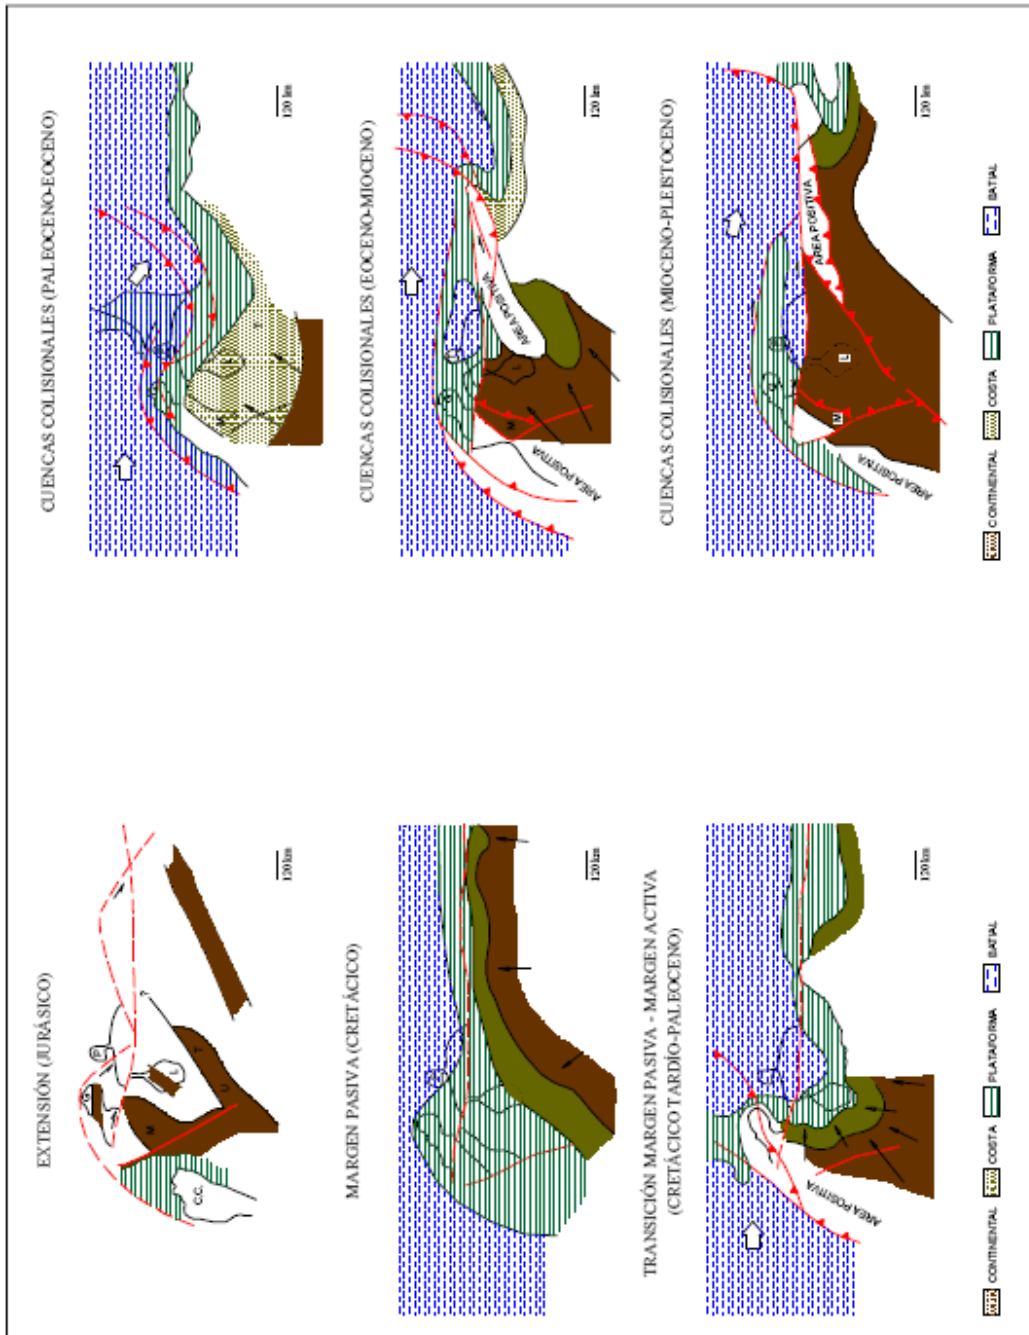 EXTENSIÓN (JURÁSICO)
G
P
M
L
C.C.
U
T
120 km
MARGEN PASIVA (CRETÁCICO)
120 km
TRANSICIÓN MARGEN PASIVA - MARGEN ACTIVA
(CRETÁCICO TARDÍO-PALEOCENO)
AREA POSITIVA
120 km
CONTINENTAL
COSTA
PLATAFORMA
BATIAL
CUENCAS COLISIONALES (PALEOCENO-EOCENO)
M
T
120 km
CUENCAS COLISIONALES (EOCENO-MIOCENO)
AREA POSITIVA
M
L
AREA POSITIVA
120 km
CUENCAS COLISIONALES (MIOCENO-PLEISTOCENO)
AREA POSITIVA
M
L
AREA POSITIVA
120 km
CONTINENTAL
COSTA
PLATAFORMA
BATIAL